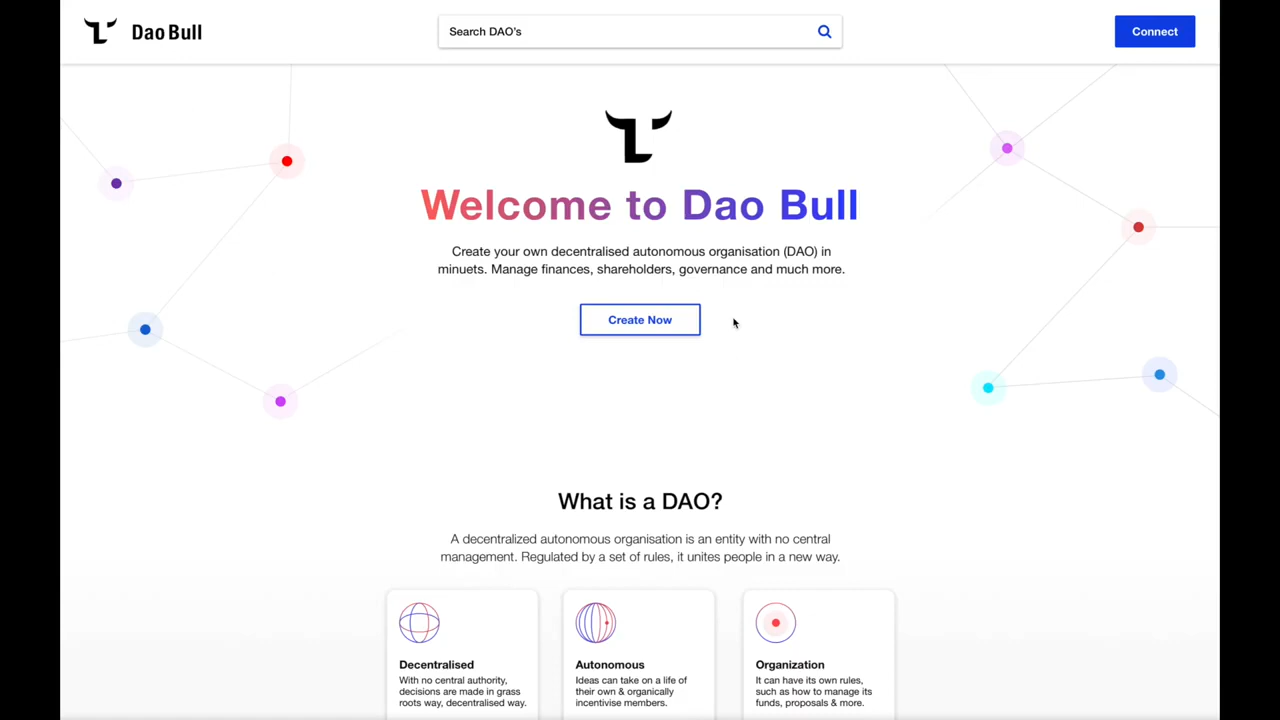 Dao Bull
Search DAO's
Connect
Welcome to Dao Bull
Create your own decentralised autonomous organisation (DAO) in
minuets. Manage finances, shareholders, governance and much more.
Create Now
What is a DAO?
A decentralized autonomous organisation is an entity with no central
management. Regulated by a set of rules, it unites people in a new way.
Decentralised
With no central authority,
decisions are made in grass
roots way, decentralised way.
Autonomous
Ideas can take on a life of
their own & organically
incentivise members.
Organization
It can have its own rules,
such as how to manage its
funds, proposals & more.